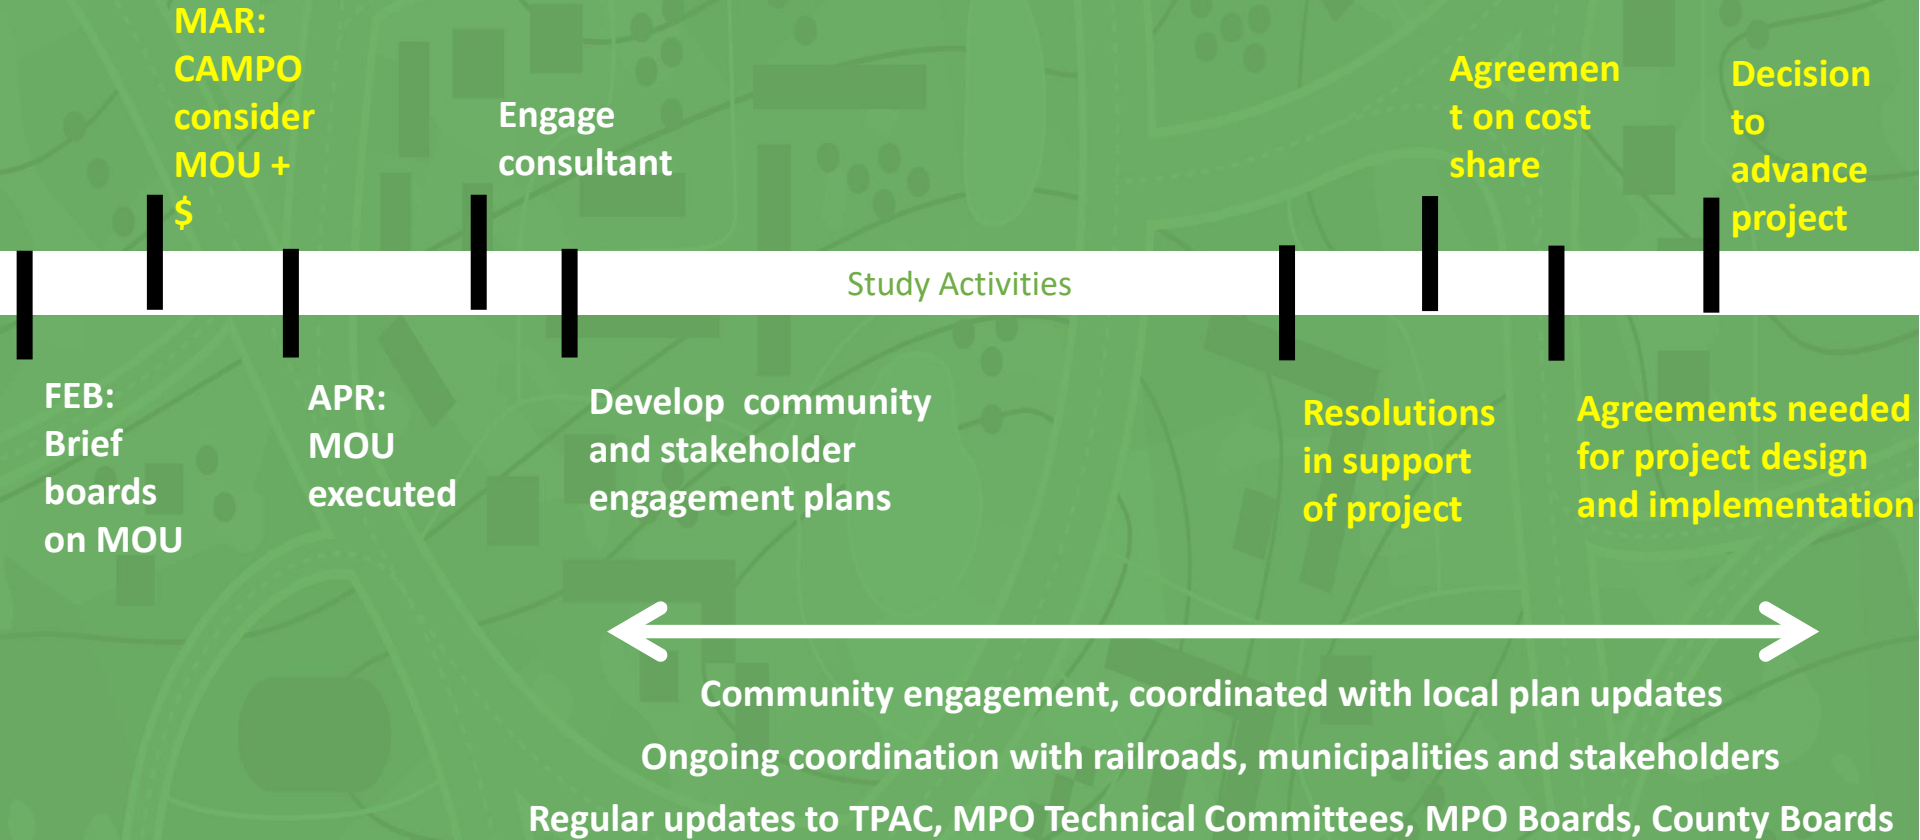 MAR:
CAMPO
consider
MOU +
$
Engage
consultant
Agreemen
t on cost
share
Decision
to
advance
project
Study Activities
FEB:
Brief
boards
on MOU
APR:
MOU
executed
Develop  community
and stakeholder
engagement plans
Resolutions
in support
of project
Agreements needed
for project design
and implementation
Community engagement, coordinated with local plan updates
Ongoing coordination with railroads, municipalities and stakeholders
Regular updates to TPAC, MPO Technical Committees, MPO Boards, County Boards